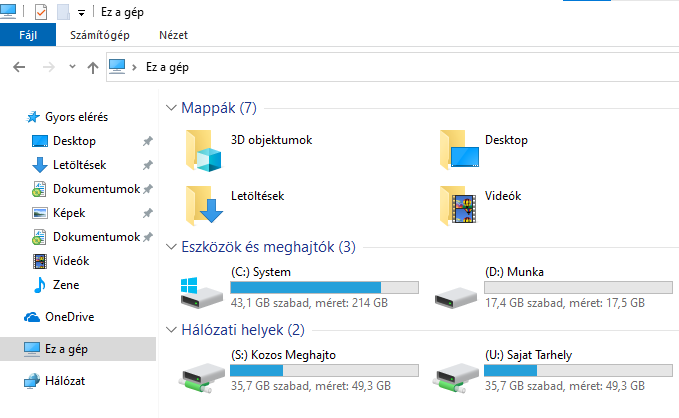 Ez a gép
Fájl Számítógép Nézet
Ez a gép
Gyors elérés
Desktop
Letöltések
Dokumentumok
Képek
Dokumentumok
Videók
Zene
OneDrive
Ez a gép
Hálózat
Mappák (7)
3D objektumok Desktop
Letöltések Videók
Eszközök és meghajtók (3)
(C:) System
43,1 GB szabad, méret: 214 GB
(D:) Munka
17,4 GB szabad, méret: 17,5 GB
Hálózati helyek (2)
(S:) Kozos Meghajto
35,7 GB szabad, méret: 49,3 GB
(U:) Sajat Tarhely
35,7 GB szabad, méret: 49,3 GB